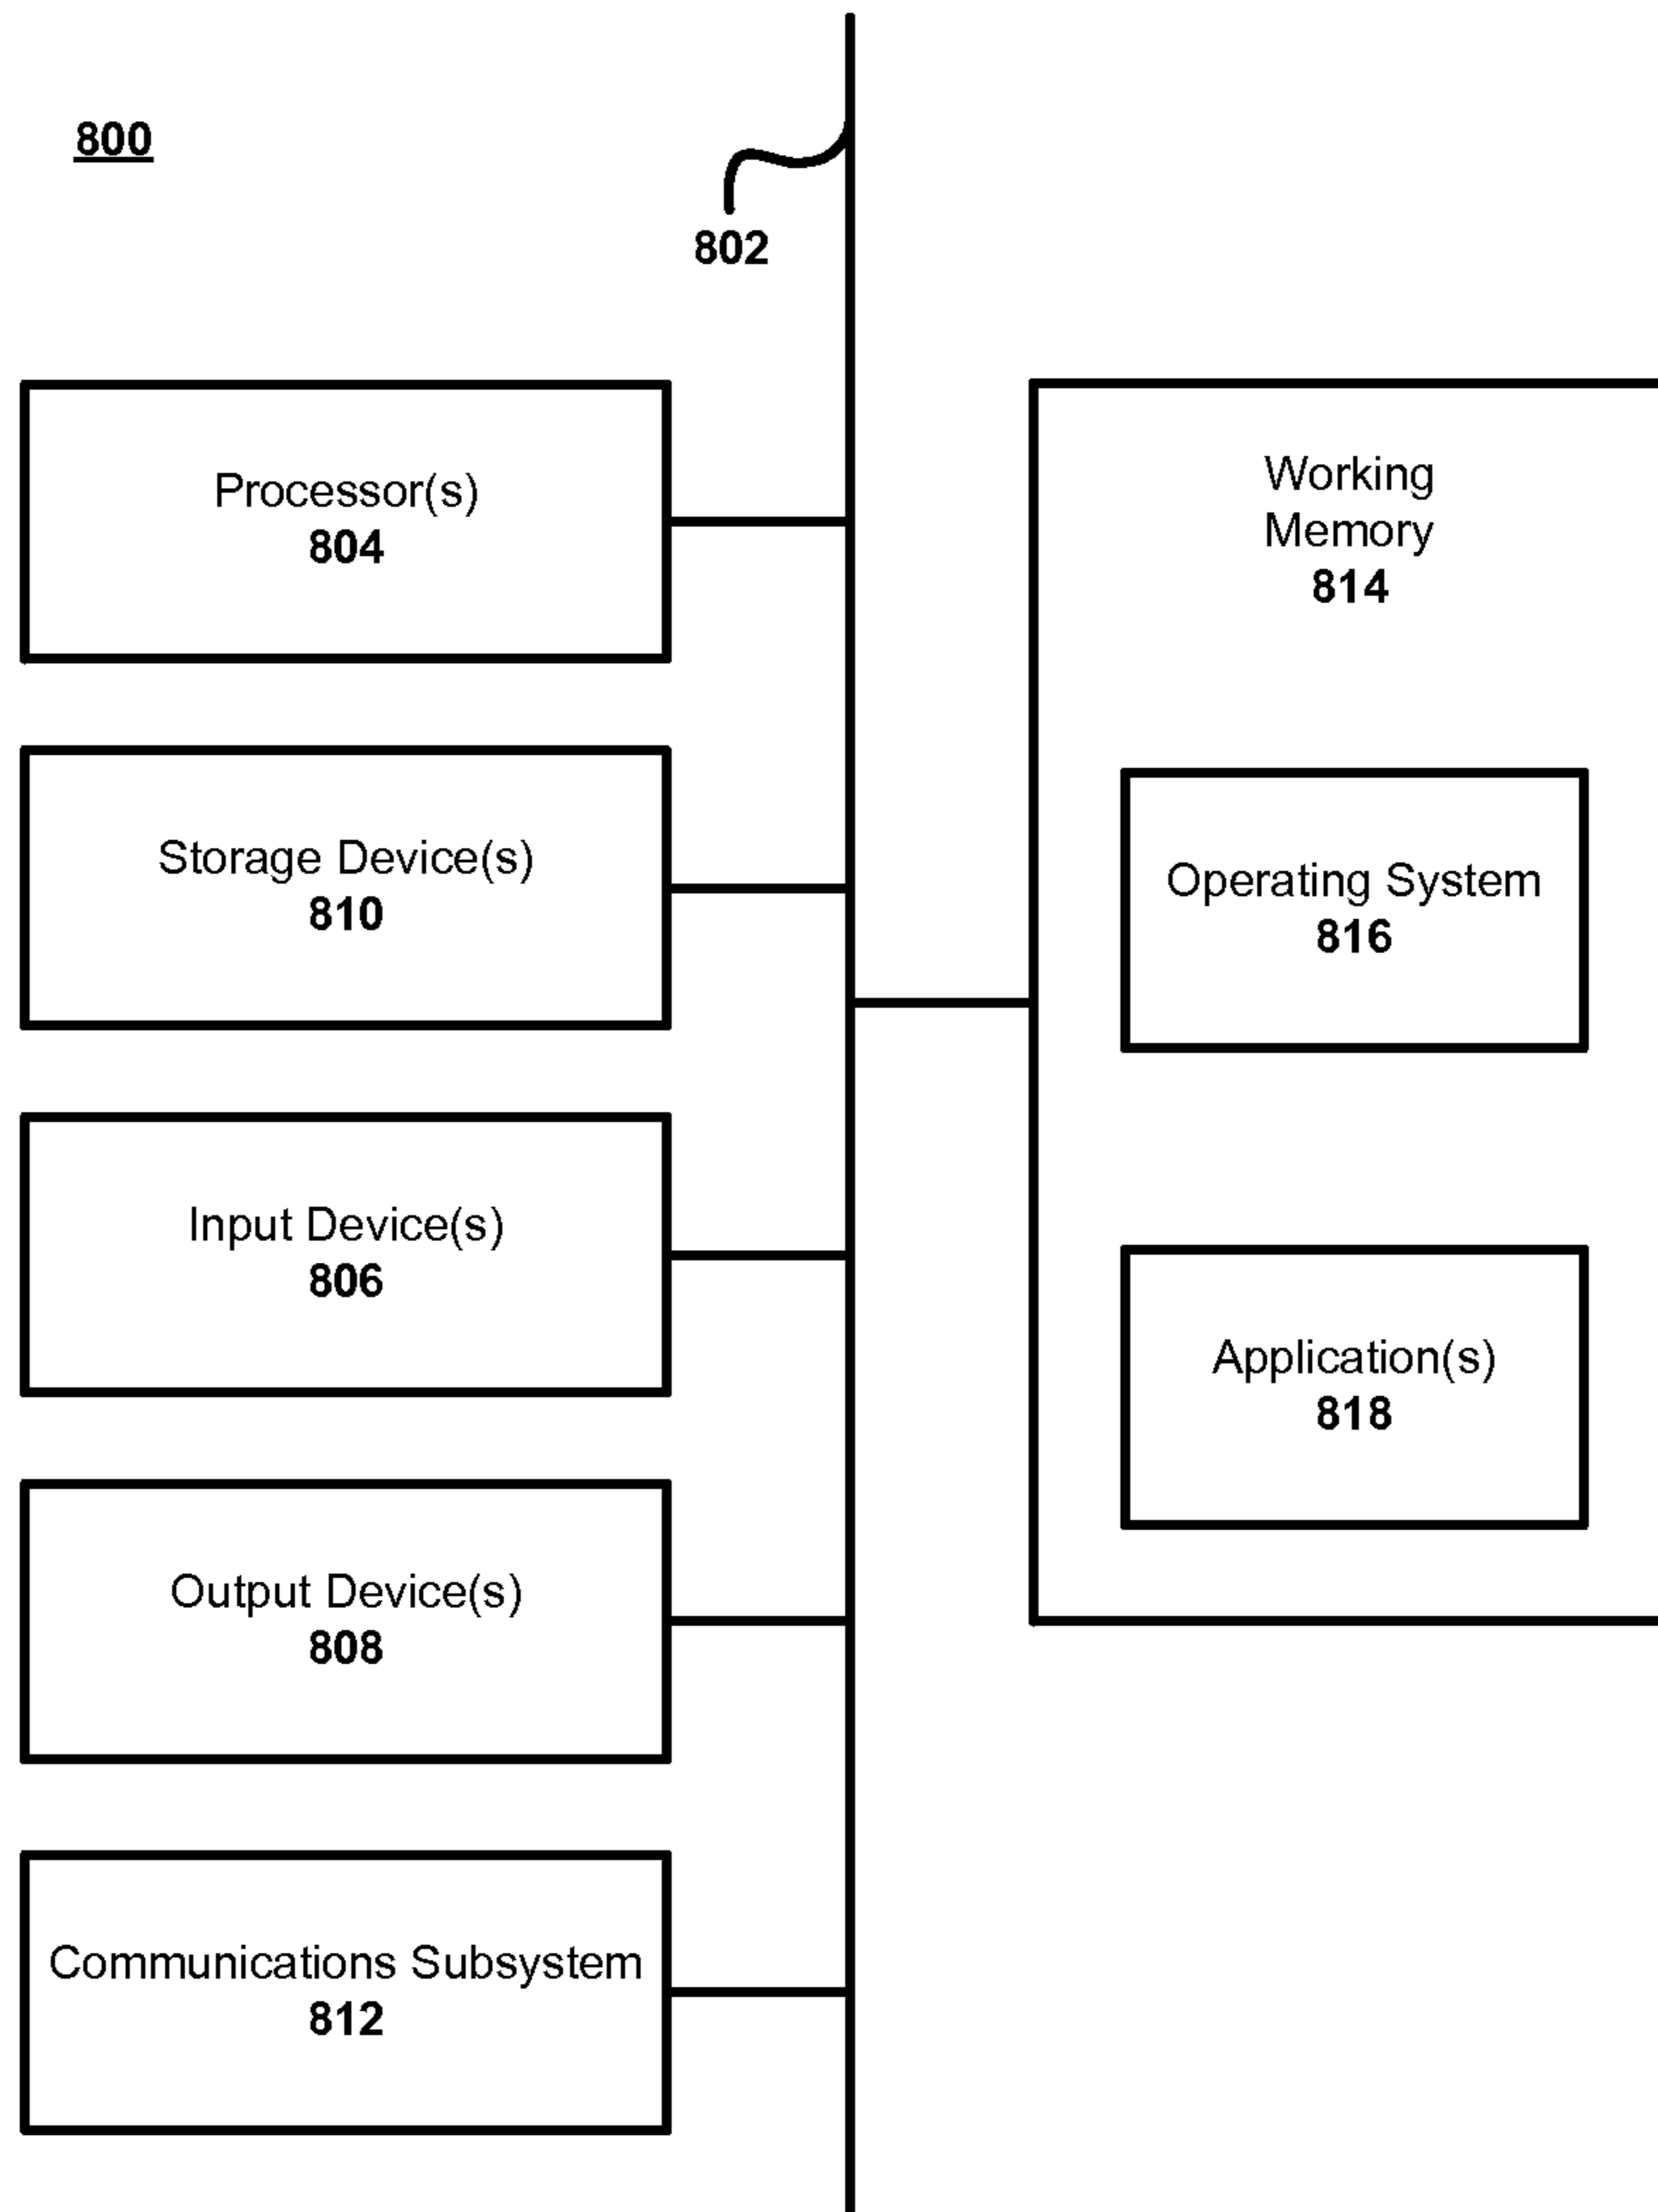 800
802
Processor(s)
804
Storage Device(s)
810
Input Device(s)
806
Output Device(s)
808
Communications Subsystem
812
Working
Memory
814
Operating System
816
Application(s)
818